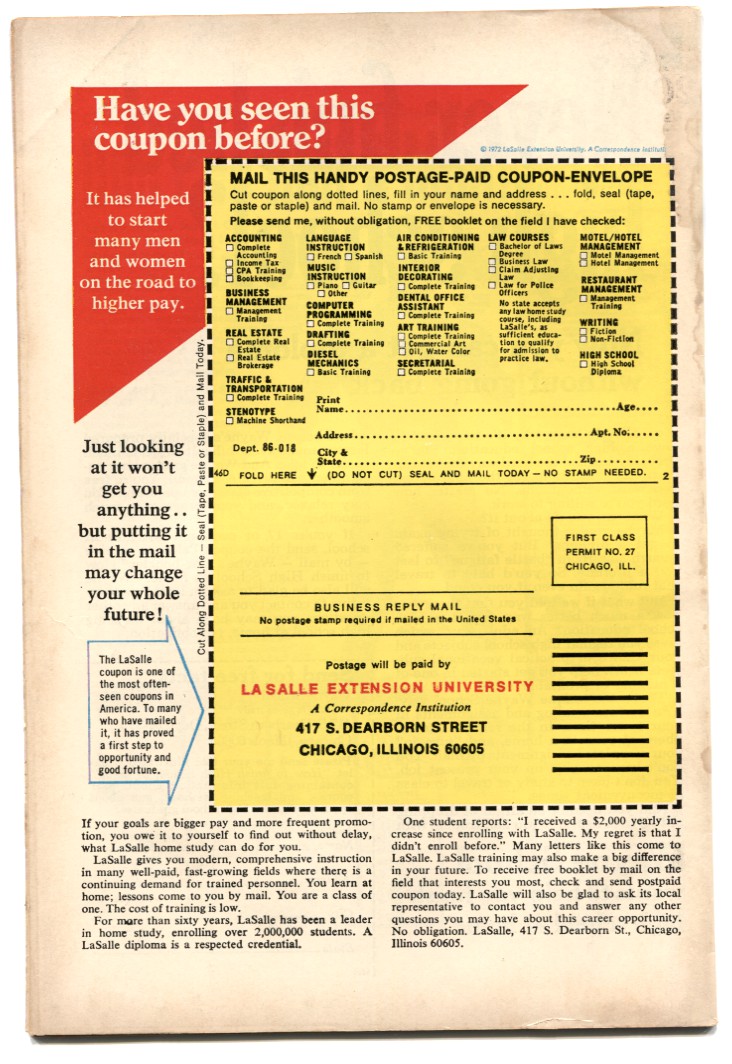 Have you seen this
coupon before?
© 1972 LaSalle Extension University. A Correspondence Institut
It has helped
to start
many men
and women
on the road to
higher pay.
Just looking
at it won't
get you
anything..
but putting it
in the mail
may change
your whole
future!
The LaSalle
coupon is one of
the most often-
seen coupons in
America. To many
who have mailed
it, it has proved
a first step to
opportunity and
good fortune.
Cut Along Dotted Line — Seal (Tape, Paste or Staple) and Mail Today.
MAIL THIS HANDY POSTAGE-PAID COUPON-ENVELOPE
Cut coupon along dotted lines, fill in your name and address . . . fold, seal (tape,
paste or staple) and mail. No stamp or envelope is necessary.
Please send me, without obligation, FREE booklet on the field I have checked:
ACCOUNTING
☐ Complete
Accounting
☐ Income Tax
☐ CPA Training
☐ Bookkeeping
BUSINESS
MANAGEMENT
☐ Management
Training
REAL ESTATE
☐ Complete Real
Estate
☐ Real Estate
Brokerage
TRAFFIC &
TRANSPORTATION
☐ Complete Training
STENOTYPE
☐ Machine Shorthand
LANGUAGE
INSTRUCTION
☐ French ☐ Spanish
MUSIC
INSTRUCTION
☐ Piano ☐ Guitar
☐ Other
COMPUTER
PROGRAMMING
☐ Complete Training
DRAFTING
☐ Complete Training
DIESEL
MECHANICS
☐ Basic Training
AIR CONDITIONING
& REFRIGERATION
☐ Basic Training
INTERIOR
DECORATING
☐ Complete Training
DENTAL OFFICE
ASSISTANT
☐ Complete Training
ART TRAINING
☐ Complete Training
☐ Commercial Art
☐ Oil, Water Color
SECRETARIAL
☐ Complete Training
LAW COURSES
☐ Bachelor of Laws
Degree
☐ Business Law
☐ Claim Adjusting
Law
☐ Law for Police
Officers
No state accepts
any law home study
course, including
LaSalle's, as
sufficient educa-
tion to qualify
for admission to
practice law.
MOTEL/HOTEL
MANAGEMENT
☐ Motel Management
☐ Hotel Management
RESTAURANT
MANAGEMENT
☐ Management
Training
WRITING
☐ Fiction
☐ Non-Fiction
HIGH SCHOOL
☐ High School
Diploma
Print
Name.....Age....
Address.....Apt. No.....
Dept. 86-018
City &
State.....Zip.....
46D FOLD HERE ↓ (DO NOT CUT) SEAL AND MAIL TODAY — NO STAMP NEEDED. 2
FIRST CLASS
PERMIT NO. 27
CHICAGO, ILL.
BUSINESS REPLY MAIL
No postage stamp required if mailed in the United States
Postage will be paid by
LA SALLE EXTENSION UNIVERSITY
A Correspondence Institution
417 S. DEARBORN STREET
CHICAGO, ILLINOIS 60605
If your goals are bigger pay and more frequent promo-
tion, you owe it to yourself to find out without delay,
what LaSalle home study can do for you.
LaSalle gives you modern, comprehensive instruction
in many well-paid, fast-growing fields where there is a
continuing demand for trained personnel. You learn at
home; lessons come to you by mail. You are a class of
one. The cost of training is low.
For more than sixty years, LaSalle has been a leader
in home study, enrolling over 2,000,000 students. A
LaSalle diploma is a respected credential.
One student reports: "I received a $2,000 yearly in-
crease since enrolling with LaSalle. My regret is that I
didn't enroll before." Many letters like this come to
LaSalle. LaSalle training may also make a big difference
in your future. To receive free booklet by mail on the
field that interests you most, check and send postpaid
coupon today. LaSalle will also be glad to ask its local
representative to contact you and answer any other
questions you may have about this career opportunity.
No obligation. LaSalle, 417 S. Dearborn St., Chicago,
Illinois 60605.